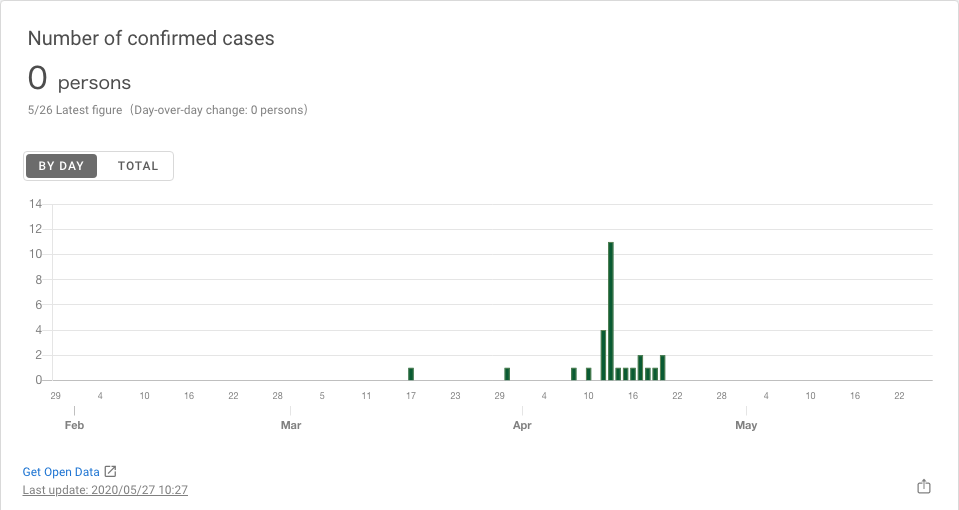 Number of confirmed cases
0 persons
5/26 Latest figure（Day-over-day change: 0 persons）
BY DAY TOTAL
14
12
10
8
6
4
2
0
29 4 10 16 22 28 5 11 17 23 29 4 10 16 22 28 4 10 16 22
Feb Mar Apr May
Get Open Data
Last update: 2020/05/27 10:27